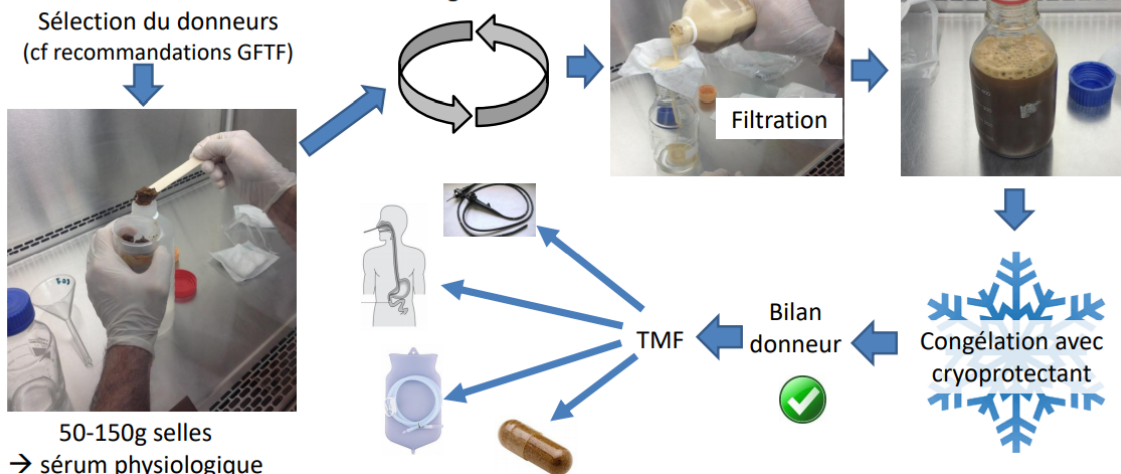 Sélection du donneurs
(cf recommandations GFTF)
Filtration
50-150g selles
→ sérum physiologique
TMF
Bilan
donneur
Congélation avec
cryoprotectant